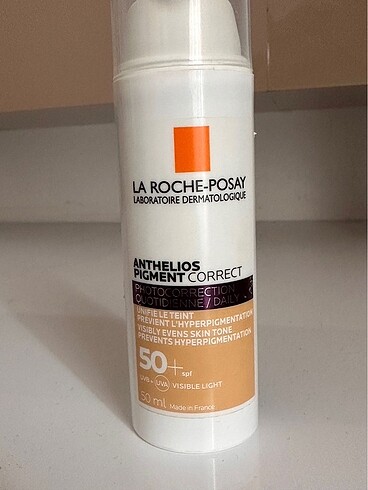 LA ROCHE-POSAY
LABORATOIRE DERMATOLOGIQUE
ANTHELIOS
PIGMENT CORRECT
PHOTOCORRECTION
QUOTIDIENNE / DAILY
UNIFIE LE TEINT
PRÉVIENT L'HYPERPIGMENTATION
VISIBLY EVENS SKIN TONE
PREVENTS HYPERPIGMENTATION
50+ spf
UVB + UVA VISIBLE LIGHT
50 ml Made in France